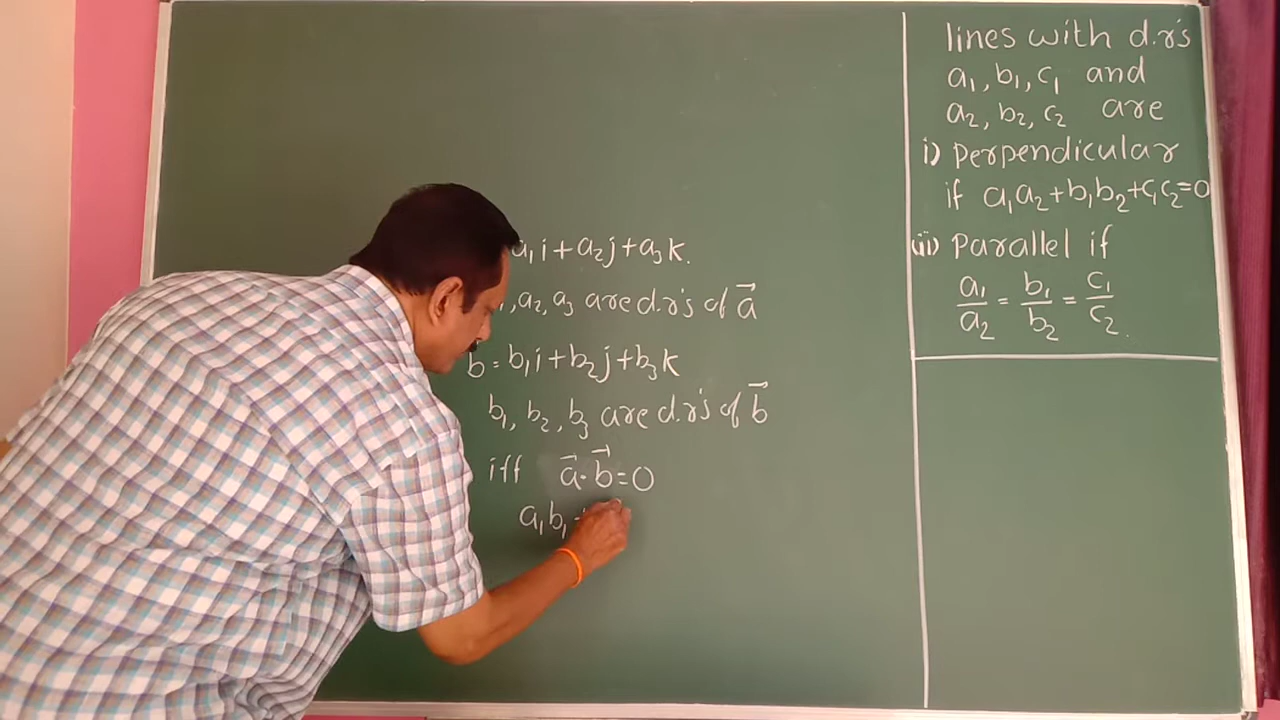 a₁i+a₂j+a₃k.
,a₂, a₃ are d.r's of a⃗
b=b₁i+b₂j+b₃k
b₁, b₂, b₃ are d.r's of b⃗
iff a⃗·b⃗=0
a₁b₁+
lines with d.r's
a₁, b₁, c₁ and
a₂, b₂, c₂ are
i) perpendicular
if a₁a₂+b₁b₂+c₁c₂=0
ii) parallel if
a₁/a₂ = b₁/b₂ = c₁/c₂.